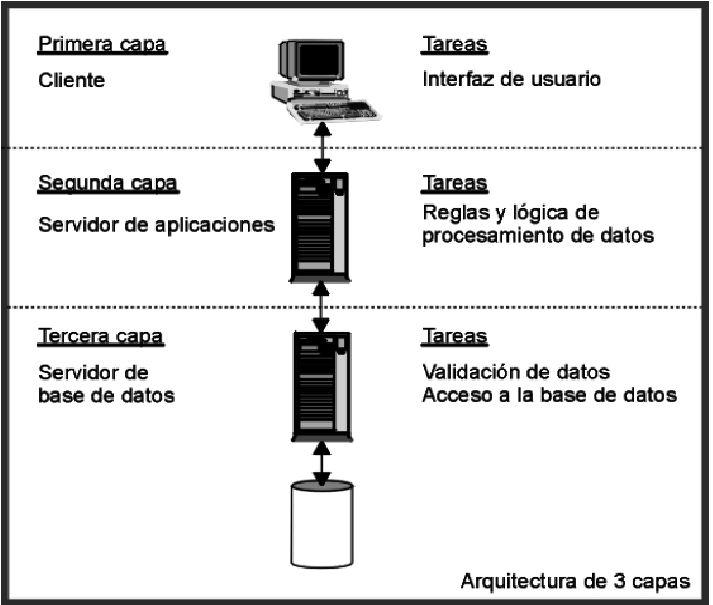 Primera capa
Tareas
Cliente
Interfaz de usuario
Segunda capa
Tareas
Servidor de aplicaciones
Reglas y lógica de
procesamiento de datos
Tercera capa
Tareas
Servidor de
base de datos
Validación de datos
Acceso a la base de datos
Arquitectura de 3 capas